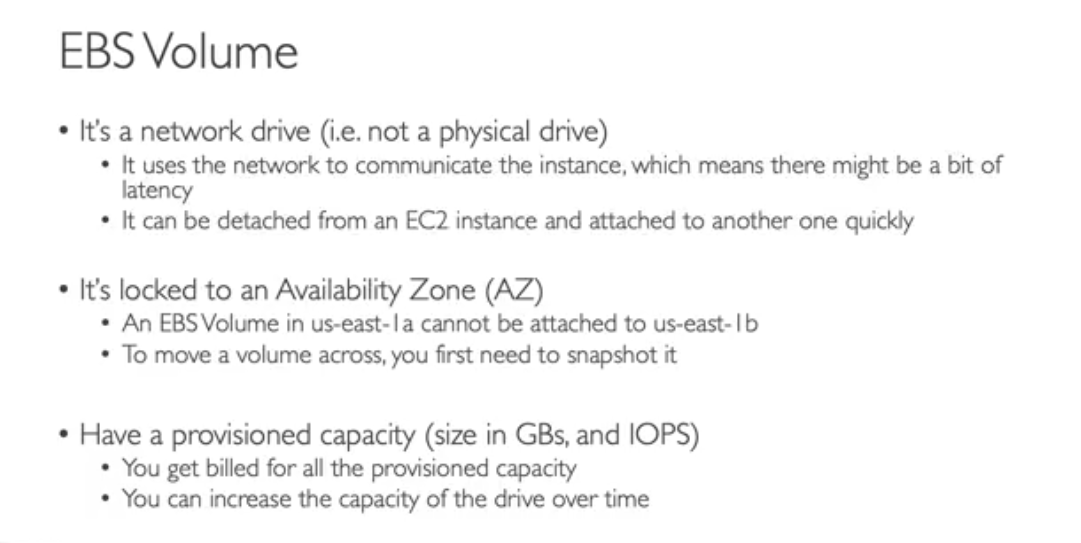 EBS Volume
• It's a network drive (i.e. not a physical drive)
• It uses the network to communicate the instance, which means there might be a bit of
latency
• It can be detached from an EC2 instance and attached to another one quickly
• It's locked to an Availability Zone (AZ)
• An EBS Volume in us-east-1a cannot be attached to us-east-1b
• To move a volume across, you first need to snapshot it
• Have a provisioned capacity (size in GBs, and IOPS)
• You get billed for all the provisioned capacity
• You can increase the capacity of the drive over time